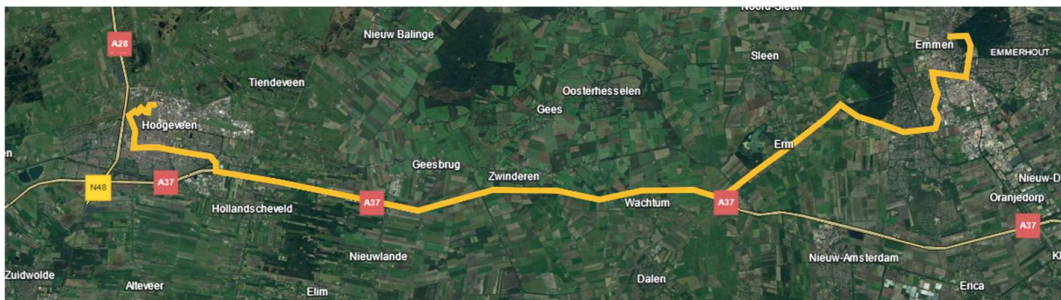 Noord-Sleen
A28
Nieuw Balinge
Emmen
EMMERHOUT
Sleen
Tiendeveen
Oosterhesselen
Gees
Hoogeveen
Erm
en
Geesbrug
Zwinderen
A37
N48
Nieuw-D
Oranjedorp
Hollandscheveld
A37
Wachtum
A37
A37
Nieuwlande
Nieuw-Amsterdam
Kl
Zuidwolde
Dalen
Alteveer
Elim
Erica